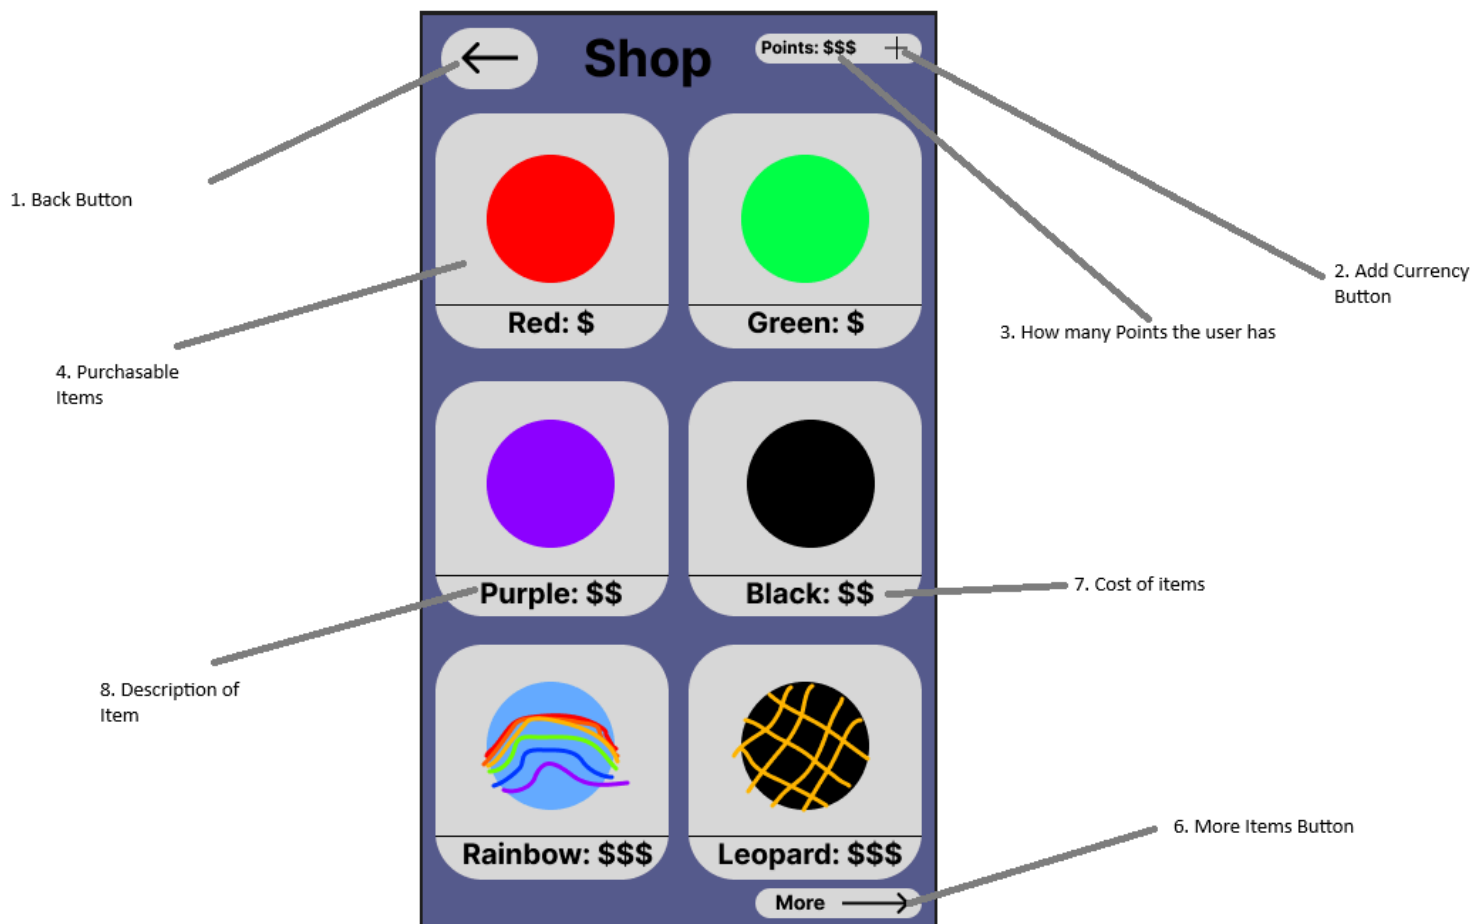 Shop
Points: $$$
1. Back Button
2. Add Currency
Button
3. How many Points the user has
Red: $
Green: $
4. Purchasable
Items
Purple: $$
Black: $$
7. Cost of items
8. Description of
Item
6. More Items Button
Rainbow: $$$
Leopard: $$$
More